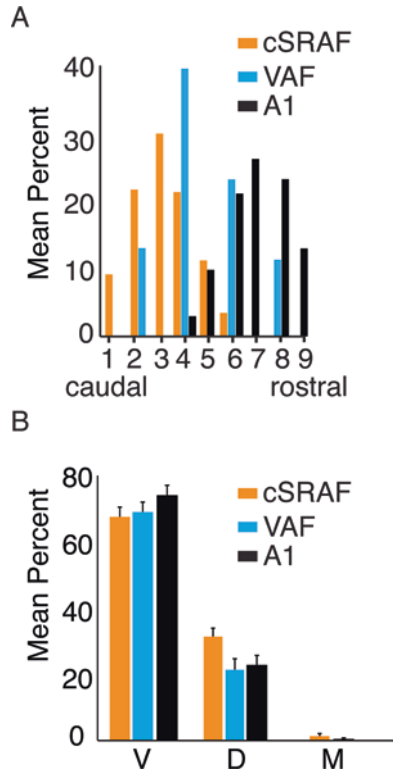 A
cSRAF
VAF
A1
Mean Percent
40
30
20
10
0
1 2 3 4 5 6 7 8 9
caudal rostral
B
cSRAF
VAF
A1
Mean Percent
80
60
40
20
0
V D M